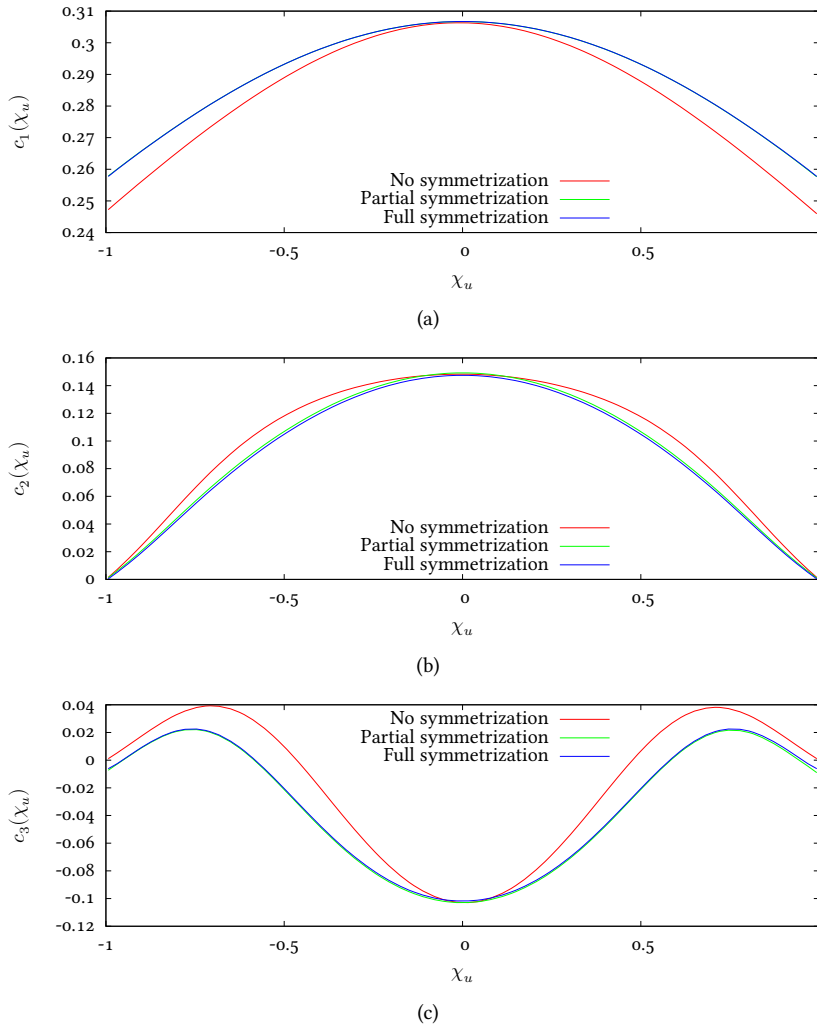 0.31
0.3
0.29
0.28
0.27
0.26
0.25
0.24
c₁(χᵤ)
No symmetrization
Partial symmetrization
Full symmetrization
-1
-0.5
0
0.5
χᵤ
(a)
0.16
0.14
0.12
0.1
0.08
0.06
0.04
0.02
0
c₂(χᵤ)
No symmetrization
Partial symmetrization
Full symmetrization
-1
-0.5
0
0.5
χᵤ
(b)
0.04
0.02
0
-0.02
-0.04
-0.06
-0.08
-0.1
-0.12
c₃(χᵤ)
No symmetrization
Partial symmetrization
Full symmetrization
-1
-0.5
0
0.5
χᵤ
(c)